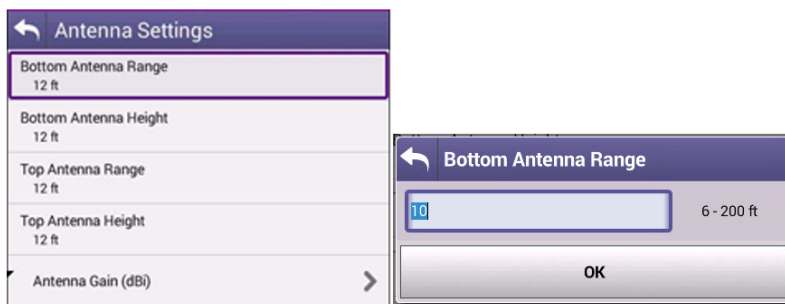 Antenna Settings
Bottom Antenna Range
12 ft
Bottom Antenna Height
12 ft
Top Antenna Range
12 ft
Top Antenna Height
12 ft
Antenna Gain (dBi)
Bottom Antenna Range
10
6 - 200 ft
OK